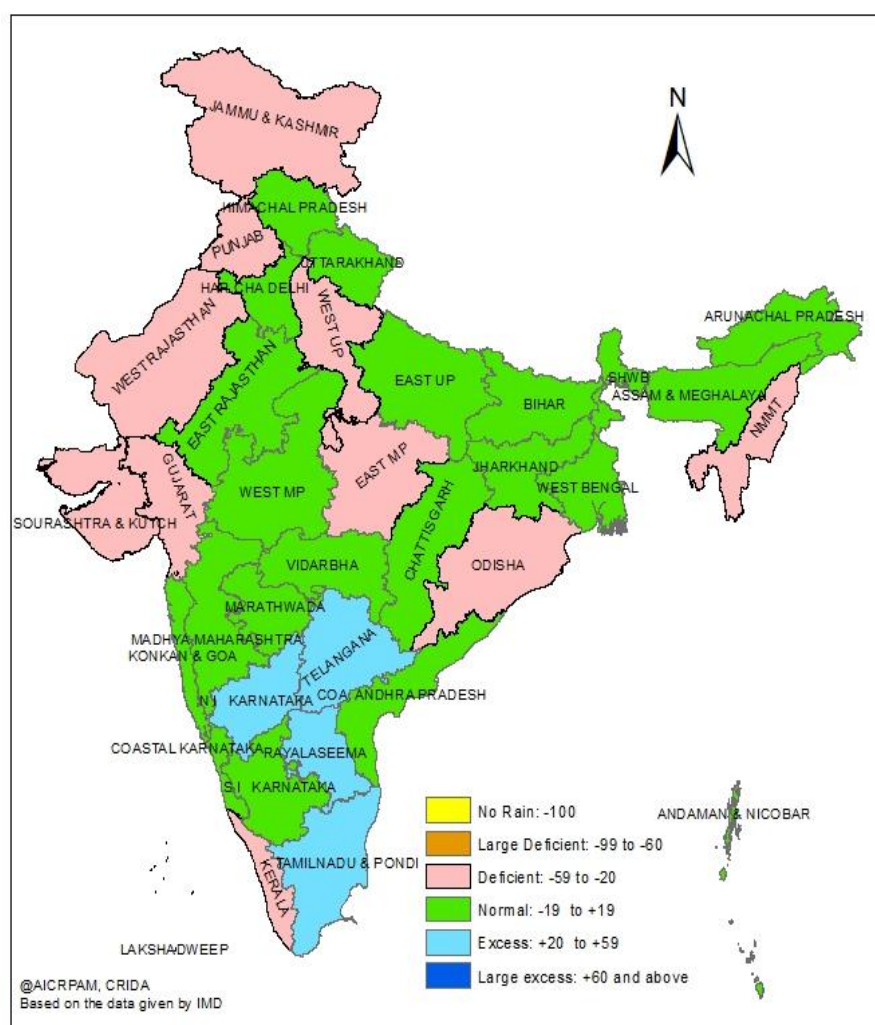 N
JAMMU & KASHMIR
HIMACHAL PRADESH
PUNJAB
UTTARAKHAND
HAR,CHA DELHI
WEST UP
WEST RAJASTHAN
EAST RAJASTHAN
ARUNACHAL PRADESH
EAST UP
SHWB
ASSAM & MEGHALAYA
BIHAR
NMMT
EAST MP
JHARKHAND
GUJARAT
WEST MP
WEST BENGAL
SOURASHTRA & KUTCH
CHATTISGARH
VIDARBHA
ODISHA
MARATHWADA
MADHYA MAHARASHTRA
KONKAN & GOA
TELANGANA
N I KARNATAKA
COA. ANDHRA PRADESH
COASTAL KARNATAKA
RAYALASEEMA
S I KARNATAKA
ANDAMAN & NICOBAR
KERALA
TAMILNADU & PONDI
LAKSHADWEEP
No Rain: -100
Large Deficient: -99 to -60
Deficient: -59 to -20
Normal: -19 to +19
Excess: +20 to +59
Large excess: +60 and above
@AICRPAM, CRIDA
Based on the data given by IMD